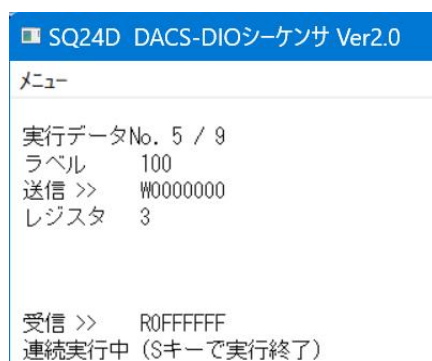 SQ24D DACS-DIOシーケンサ Ver2.0
メニュー
実行データNo. 5 / 9
ラベル 100
送信 >> W0000000
レジスタ 3
受信 >> R0FFFFFF
連続実行中 (Sキーで実行終了)